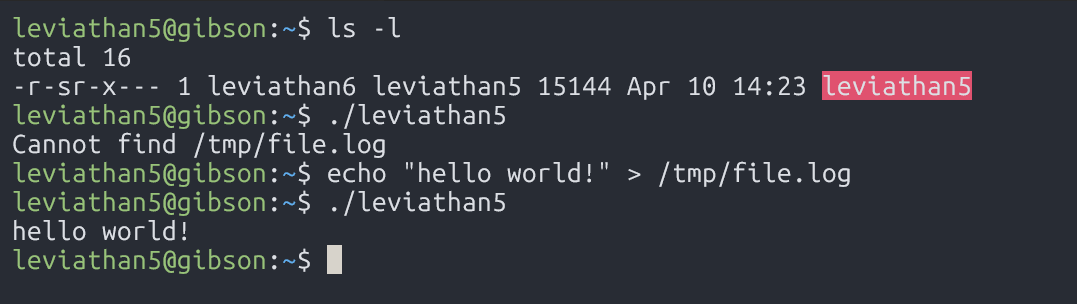 leviathan5@gibson:~$ ls -l
total 16
-r-sr-x--- 1 leviathan6 leviathan5 15144 Apr 10 14:23 leviathan5
leviathan5@gibson:~$ ./leviathan5
Cannot find /tmp/file.log
leviathan5@gibson:~$ echo "hello world!" > /tmp/file.log
leviathan5@gibson:~$ ./leviathan5
hello world!
leviathan5@gibson:~$